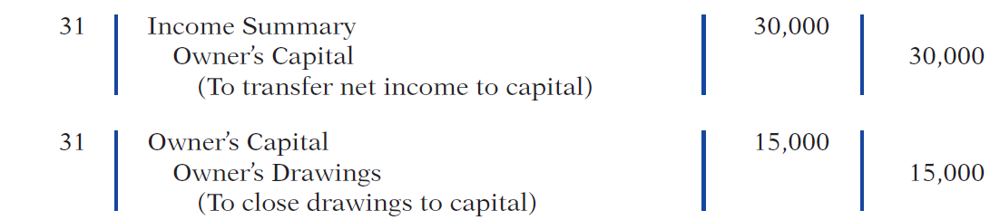 31 Income Summary 30,000
Owner's Capital 30,000
(To transfer net income to capital)
31 Owner's Capital 15,000
Owner's Drawings 15,000
(To close drawings to capital)